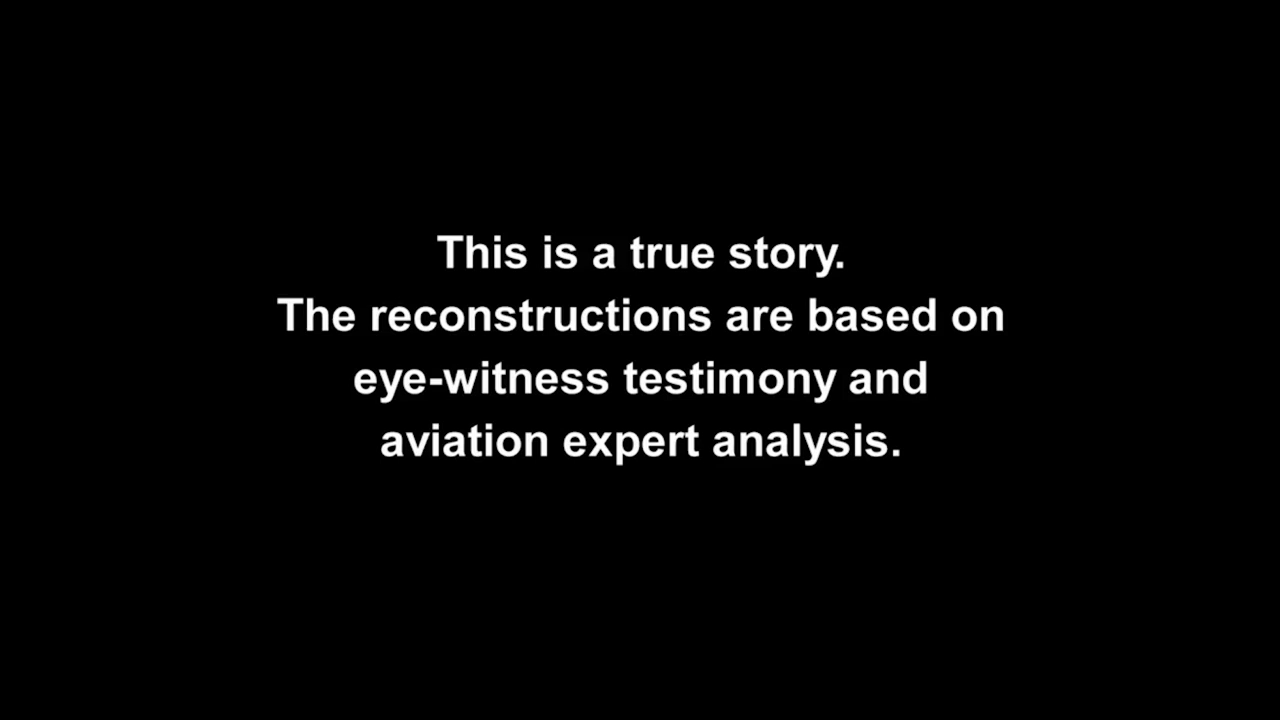 This is a true story.
The reconstructions are based on
eye-witness testimony and
aviation expert analysis.